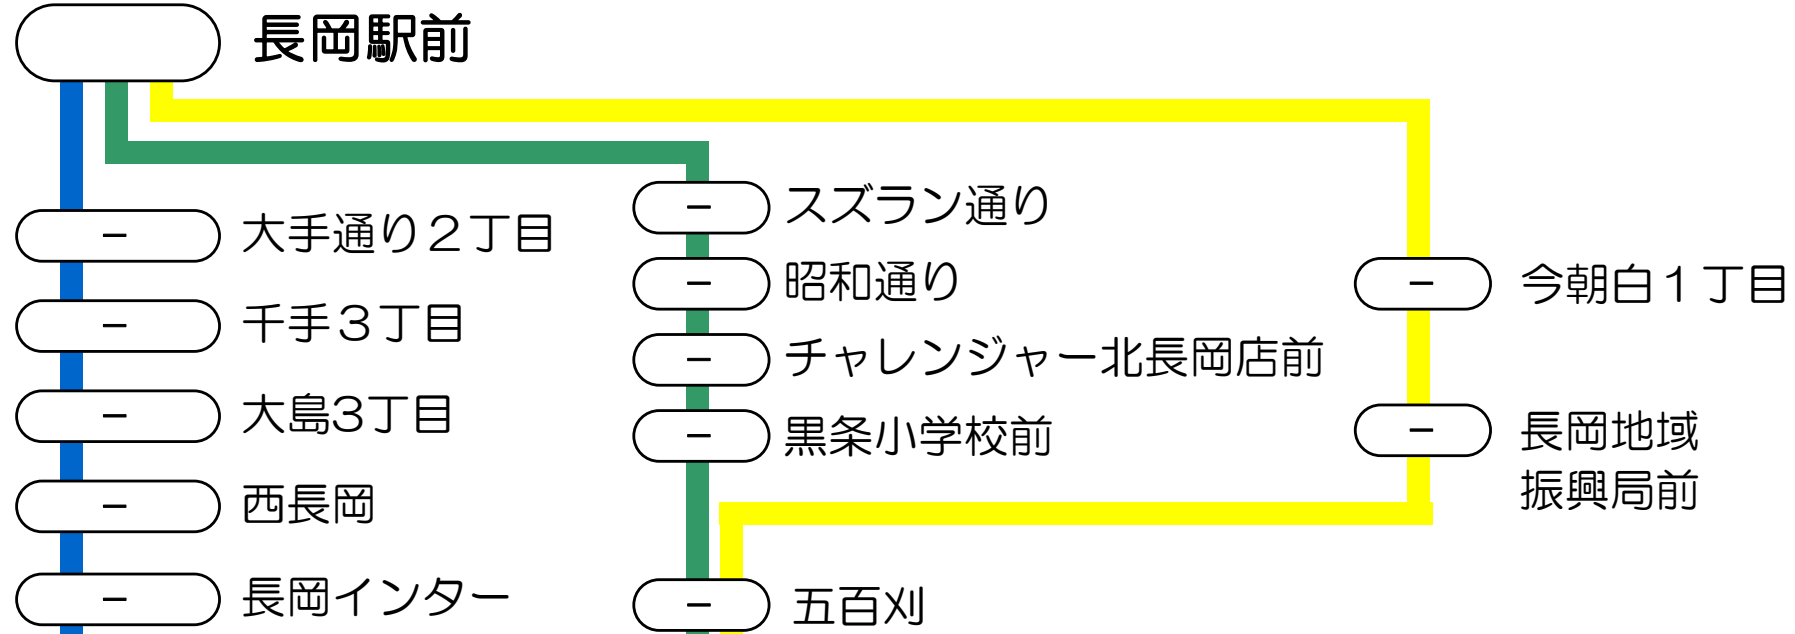 長岡駅前
大手通り２丁目
千手３丁目
大島3丁目
西長岡
長岡インター
スズラン通り
昭和通り
チャレンジャー北長岡店前
黒条小学校前
五百刈
今朝白１丁目
長岡地域
振興局前